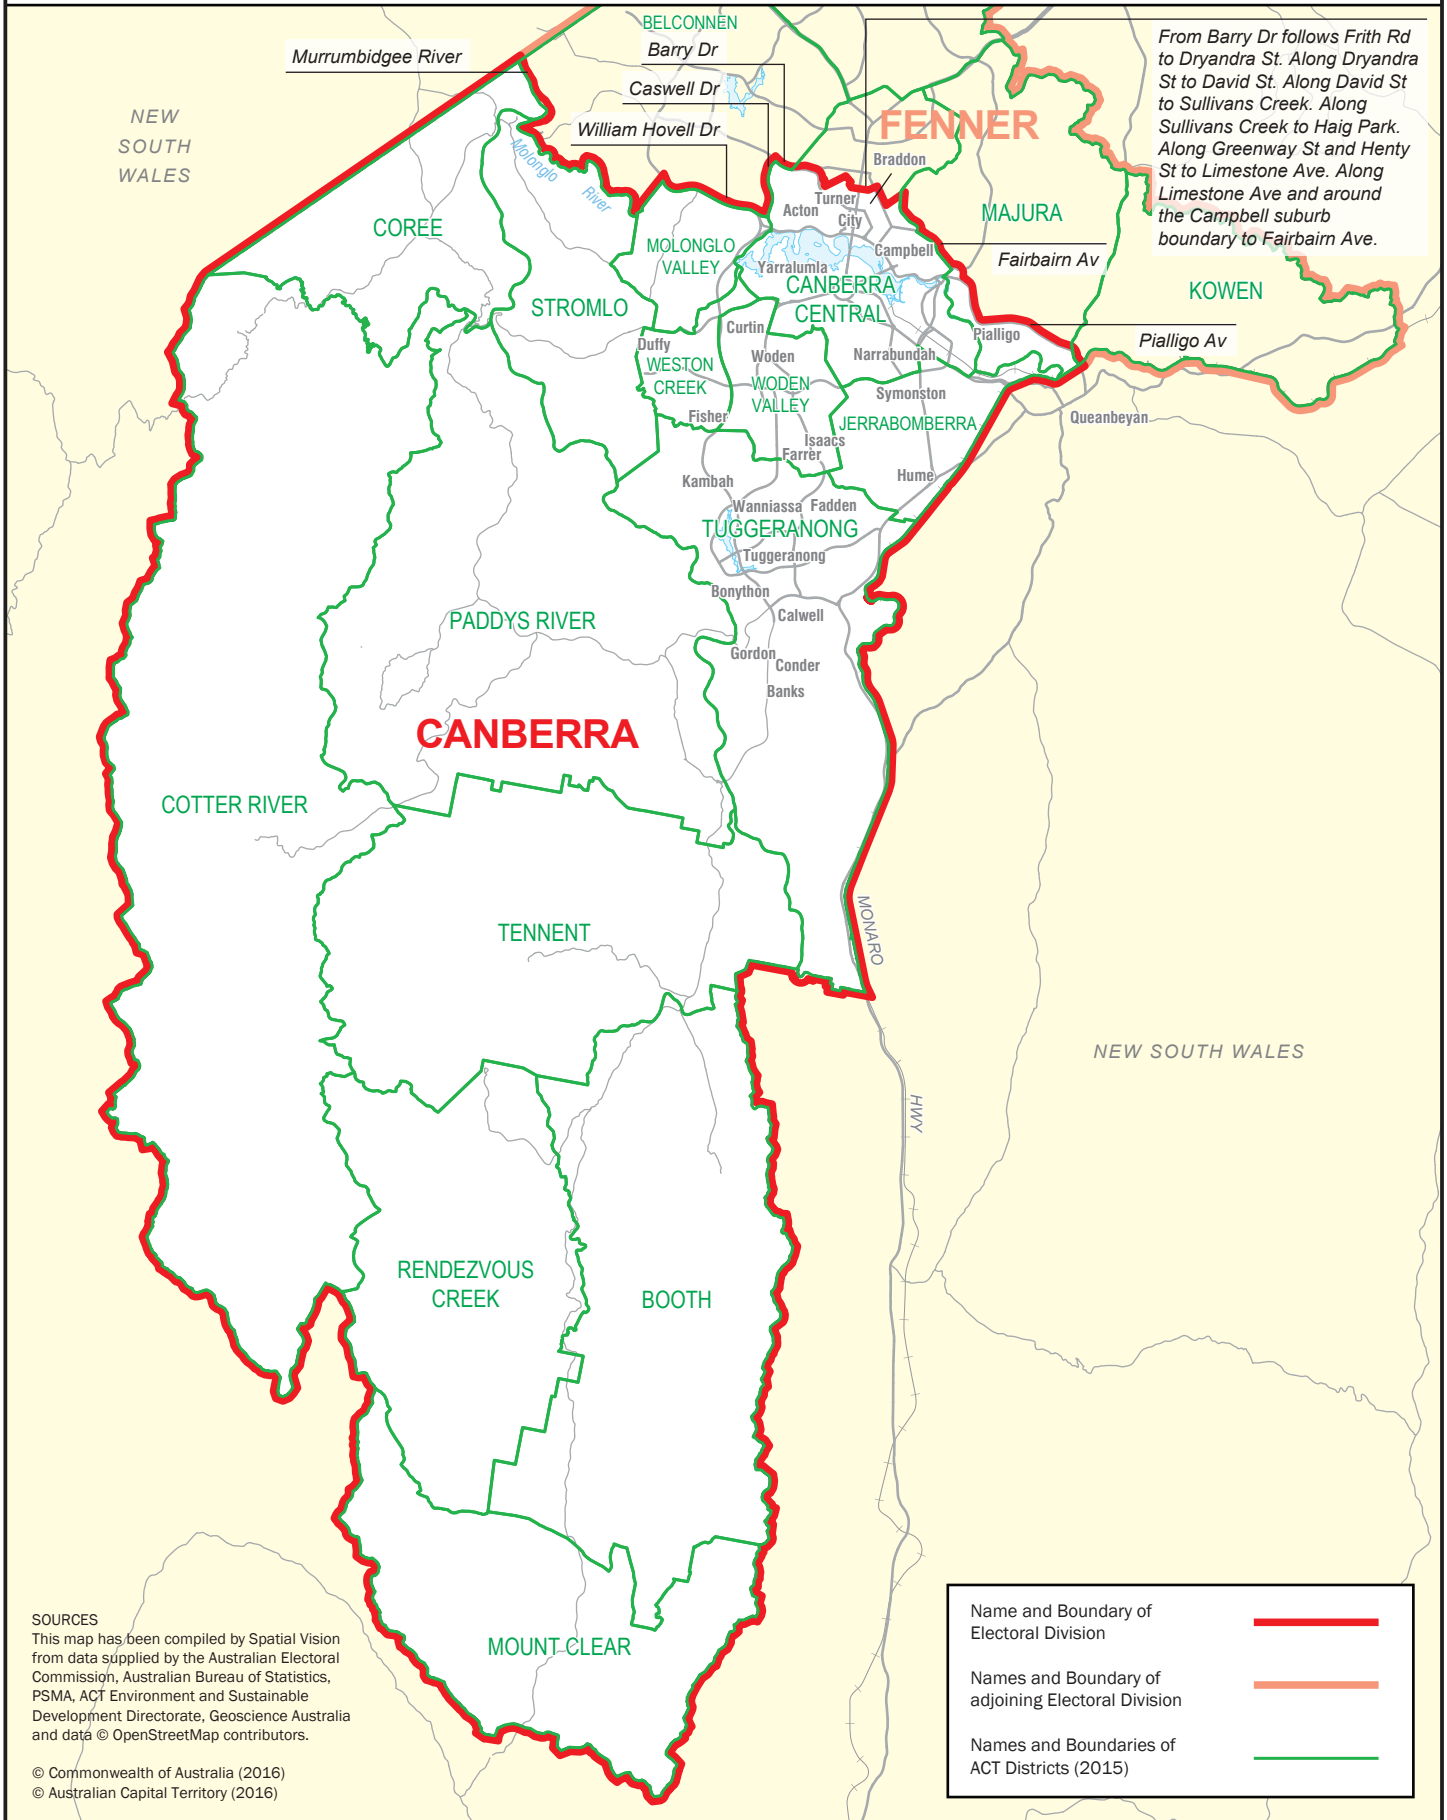 BELCONNEN
Murrumbidgee River
Barry Dr
Caswell Dr
William Hovell Dr
From Barry Dr follows Frith Rd
to Dryandra St. Along Dryandra
St to David St. Along David St
to Sullivans Creek. Along
Sullivans Creek to Haig Park.
Along Greenway St and Henty
St to Limestone Ave. Along
Limestone Ave and around
the Campbell suburb
boundary to Fairbairn Ave.
NEW
SOUTH
WALES
FENNER
Braddon
Molonglo
River
Turner
Acton
City
MAJURA
COREE
MOLONGLO
VALLEY
Campbell
Fairbairn Av
Yarralumla
CANBERRA
CENTRAL
KOWEN
STROMLO
Curtin
Pialligo
Pialligo Av
Duffy
WESTON
CREEK
Woden
Narrabundah
WODEN
VALLEY
Symonston
Fisher
JERRABOMBERRA
Queanbeyan
Isaacs
Farrer
Kambah
Hume
Wanniassa
Fadden
TUGGERANONG
Tuggeranong
Bonython
Calwell
PADDYS RIVER
Gordon
Conder
Banks
CANBERRA
COTTER RIVER
TENNENT
MONARO
HWY
NEW SOUTH WALES
RENDEZVOUS
CREEK
BOOTH
MOUNT CLEAR
SOURCES
This map has been compiled by Spatial Vision
from data supplied by the Australian Electoral
Commission, Australian Bureau of Statistics,
PSMA, ACT Environment and Sustainable
Development Directorate, Geoscience Australia
and data © OpenStreetMap contributors.
© Commonwealth of Australia (2016)
© Australian Capital Territory (2016)
Name and Boundary of
Electoral Division
Names and Boundary of
adjoining Electoral Division
Names and Boundaries of
ACT Districts (2015)